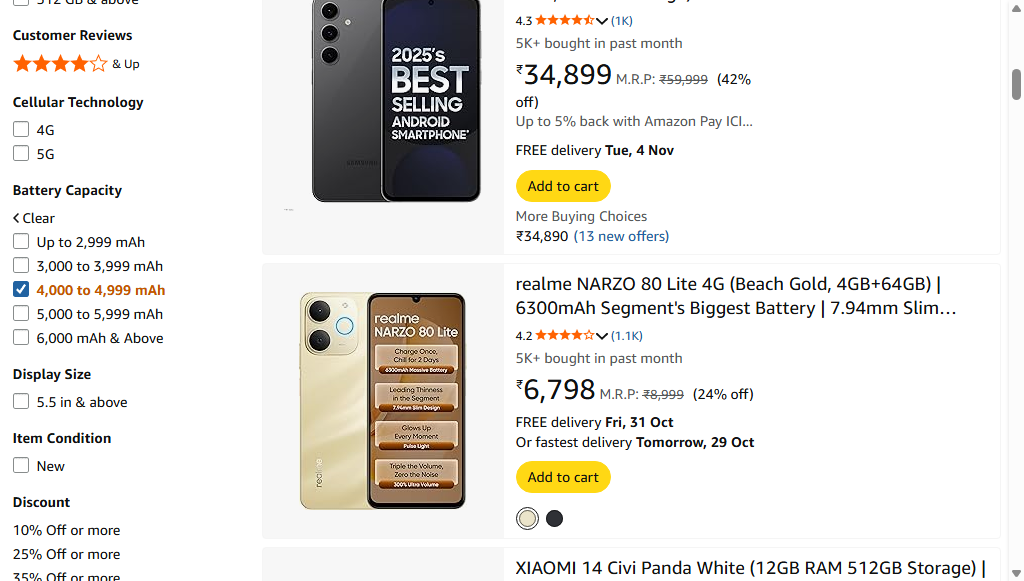 512 GB & above
Customer Reviews
& Up
Cellular Technology
4G
5G
Battery Capacity
Clear
Up to 2,999 mAh
3,000 to 3,999 mAh
4,000 to 4,999 mAh
5,000 to 5,999 mAh
6,000 mAh & Above
Display Size
5.5 in & above
Item Condition
New
Discount
10% Off or more
25% Off or more
35% Off or more
2025's
BEST
SELLING
ANDROID
SMARTPHONE*
SAMSUNG
4.3 (1K)
5K+ bought in past month
₹34,899 M.R.P: ₹59,999 (42%
off)
Up to 5% back with Amazon Pay ICI…
FREE delivery Tue, 4 Nov
Add to cart
More Buying Choices
₹34,890 (13 new offers)
realme
NARZO 80 Lite
Charge Once,
Chill for 2 Days
6300mAh Massive Battery
Leading Thinness
in the Segment
7.94mm Slim Design
Glows Up
Every Moment
Pulse Light
Triple the Volume,
Zero the Noise
300% Ultra Volume
realme
realme NARZO 80 Lite 4G (Beach Gold, 4GB+64GB) |
6300mAh Segment's Biggest Battery | 7.94mm Slim…
4.2 (1.1K)
5K+ bought in past month
₹6,798 M.R.P: ₹8,999 (24% off)
FREE delivery Fri, 31 Oct
Or fastest delivery Tomorrow, 29 Oct
Add to cart
XIAOMI 14 Civi Panda White (12GB RAM 512GB Storage) |